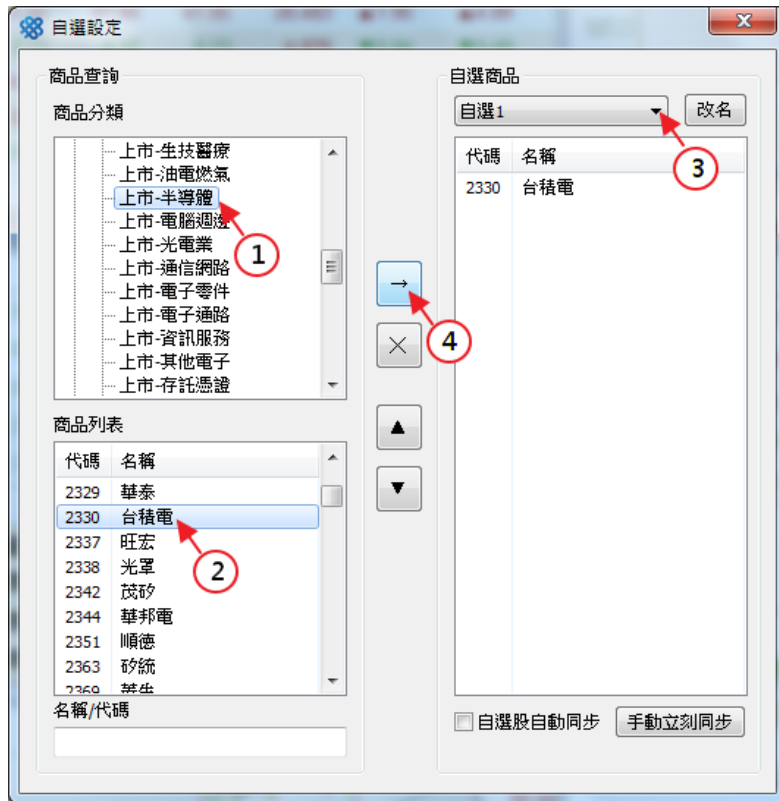 自選設定
商品查詢
商品分類
上市-生技醫療
上市-油電燃氣
上市-半導體
上市-電腦週邊
上市-光電業
上市-通信網路
上市-電子零件
上市-電子通路
上市-資訊服務
上市-其他電子
上市-存託憑證
1
商品列表
代碼 名稱
2329 華泰
2330 台積電
2337 旺宏
2338 光罩
2342 茂矽
2344 華邦電
2351 順德
2363 矽統
2369
2
名稱/代碼
→
4
×
▲
▼
自選商品
自選1
改名
3
代碼 名稱
2330 台積電
自選股自動同步
手動立刻同步